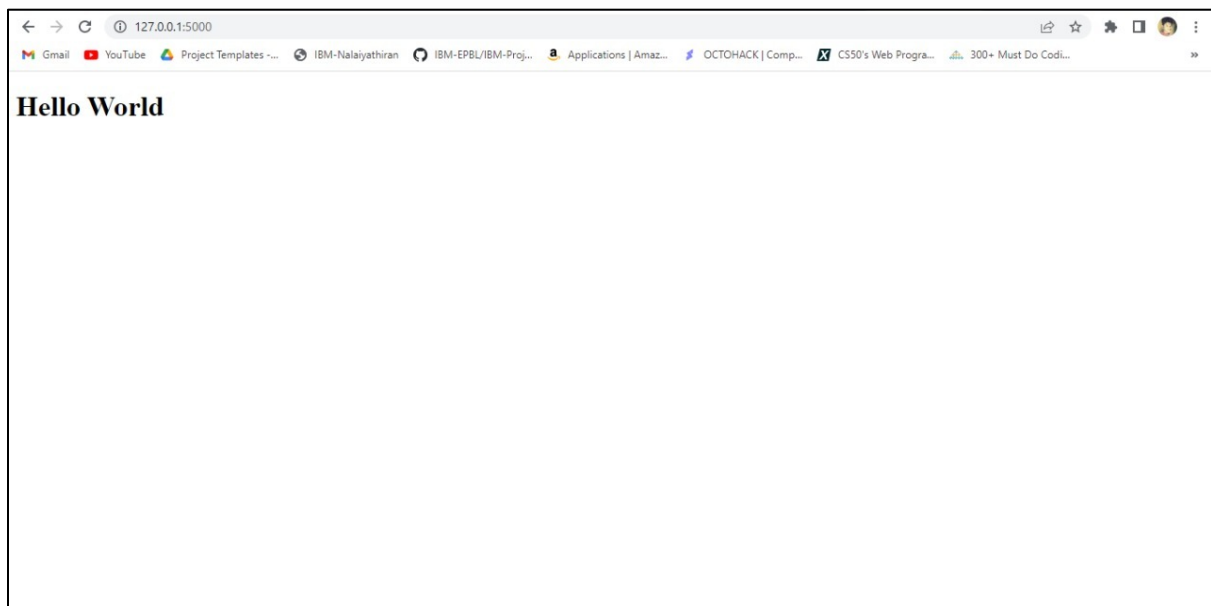 127.0.0.1:5000
Gmail YouTube Project Templates -... IBM-Nalaiyathiran IBM-EPBL/IBM-Proj... Applications | Amaz... OCTOHACK | Comp... CS50's Web Progra... 300+ Must Do Codi... »
Hello World